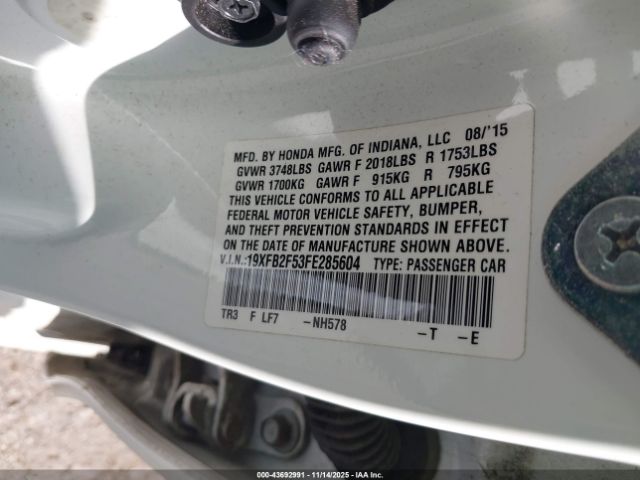 MFD. BY HONDA MFG. OF INDIANA, LLC 08/'15
GVWR 3748LBS GAWR F 2018LBS R 1753LBS
GVWR 1700KG GAWR F 915KG R 795KG
THIS VEHICLE CONFORMS TO ALL APPLICABLE
FEDERAL MOTOR VEHICLE SAFETY, BUMPER,
AND THEFT PREVENTION STANDARDS IN EFFECT
ON THE DATE OF MANUFACTURE SHOWN ABOVE.
V.I.N.:19XFB2F53FE285604 TYPE: PASSENGER CAR
TR3 F LF7 -NH578 -T -E
000-43692991 - 11/14/2025 - IAA Inc.